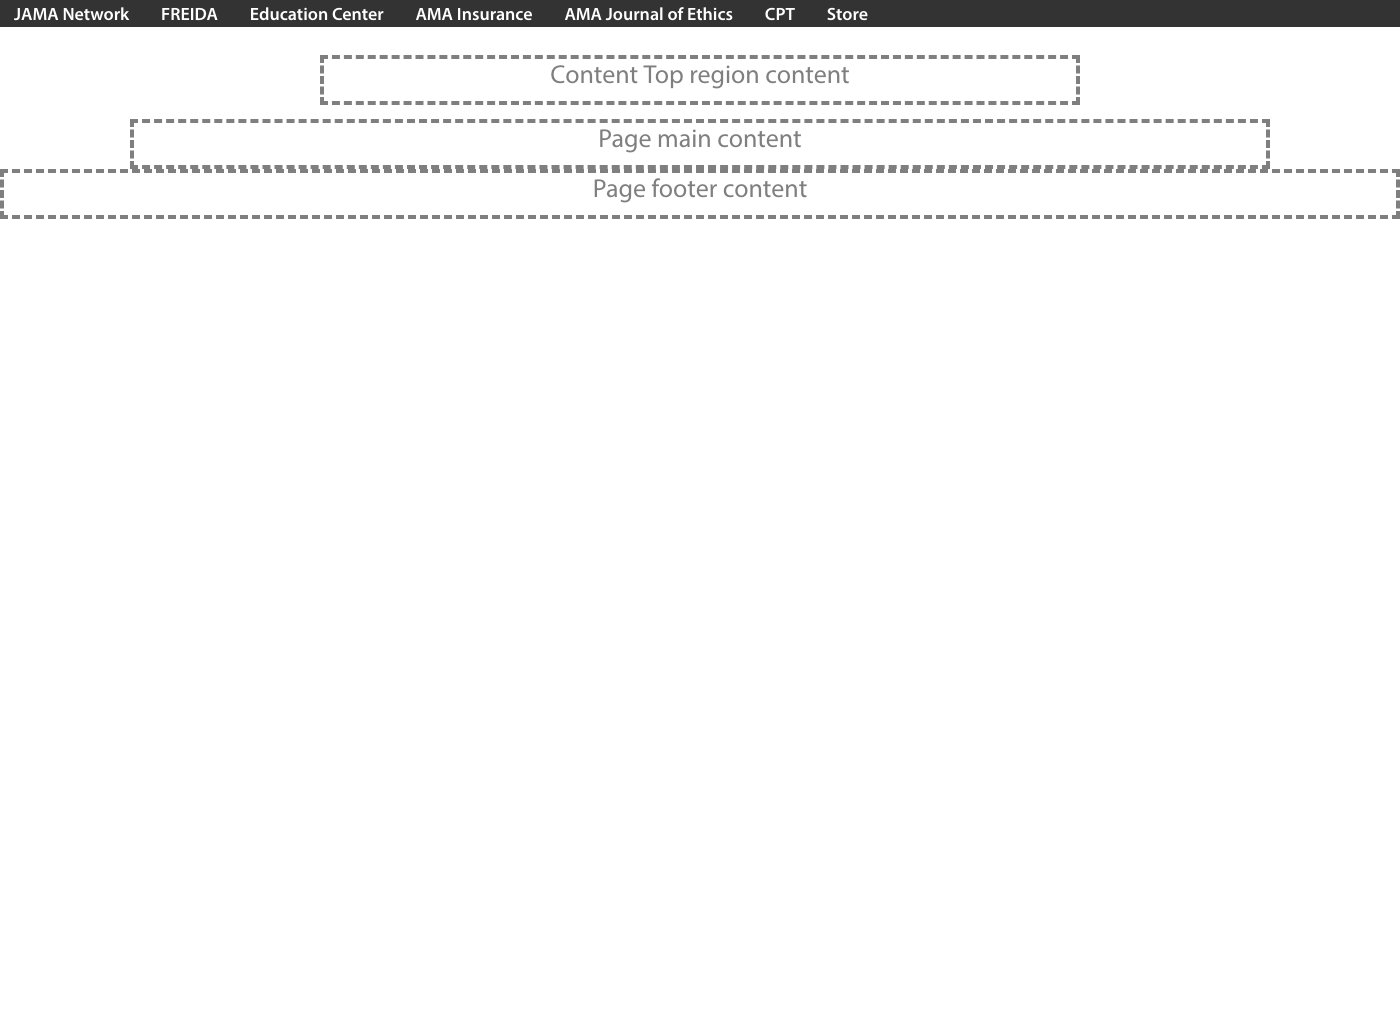 JAMA Network FREIDA Education Center AMA Insurance AMA Journal of Ethics CPT Store
Content Top region content
Page main content
Page footer content